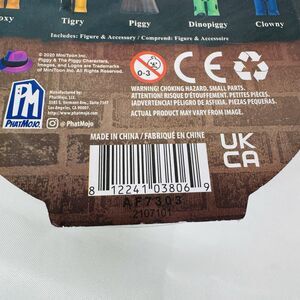 oxy
Tigry
Piggy
Dinopiggy
Clowny
Includes: Figure & Accessory / Comprend: Figure & Accessoire
© 2020 MiniToon Inc.
Piggy & The Piggy Characters,
Images, and Logos are Trademarks
of MiniToon Inc. All Rights Reserved.
0-3
CE
PM
PHATMOJO
Manufactured by:
PhatMojo, LLC.
Los Angeles, CA 90007
www.phatmojo.com
WARNING! CHOKING HAZARD. SMALL PARTS.
ATTENTION! RISQUE D'ÉTOUFFEMENT. PETITES PIÈCES.
¡ADVERTENCIA! PELIGRO DE ASFIXIA. PIEZAS PEQUEÑAS.
ACTUAL PRODUCT MAY VARY FROM IMAGE.
@PhatMojo
MADE IN CHINA / FABRIQUÉ EN CHINE
UK
CA
8 12241 03806 9
AF7303
2107101